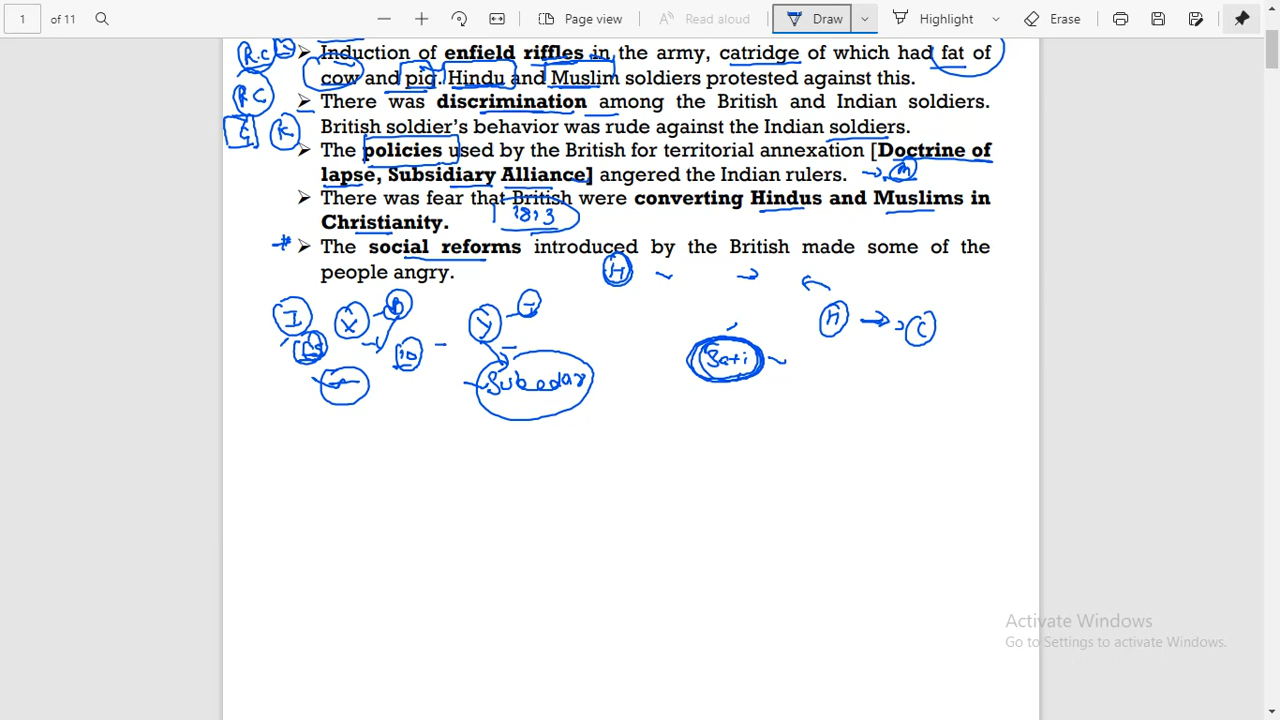 1 of 11 Page view Read aloud Draw Highlight Erase
R.C Induction of enfield riffles in the army, catridge of which had fat of
cow and pig. Hindu and Muslim soldiers protested against this.
RC There was discrimination among the British and Indian soldiers.
K British soldier's behavior was rude against the Indian soldiers.
The policies used by the British for territorial annexation [Doctrine of
lapse, Subsidiary Alliance] angered the Indian rulers.
There was fear that British were converting Hindus and Muslims in
Christianity. 1813
The social reforms introduced by the British made some of the
people angry. H
I X B Y I H C
10 Sati
Subedar
Activate Windows
Go to Settings to activate Windows.